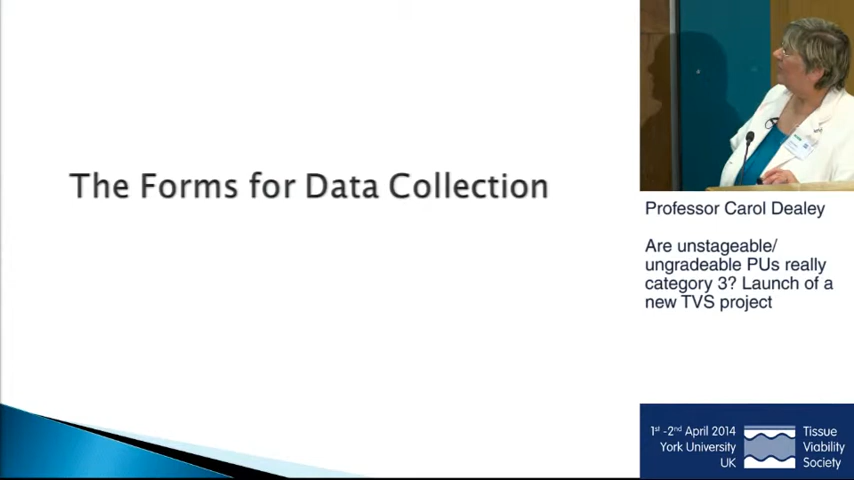 The Forms for Data Collection
Professor Carol Dealey
Are unstageable/
ungradeable PUs really
category 3? Launch of a
new TVS project
1st -2nd April 2014
York University
UK
Tissue
Viability
Society